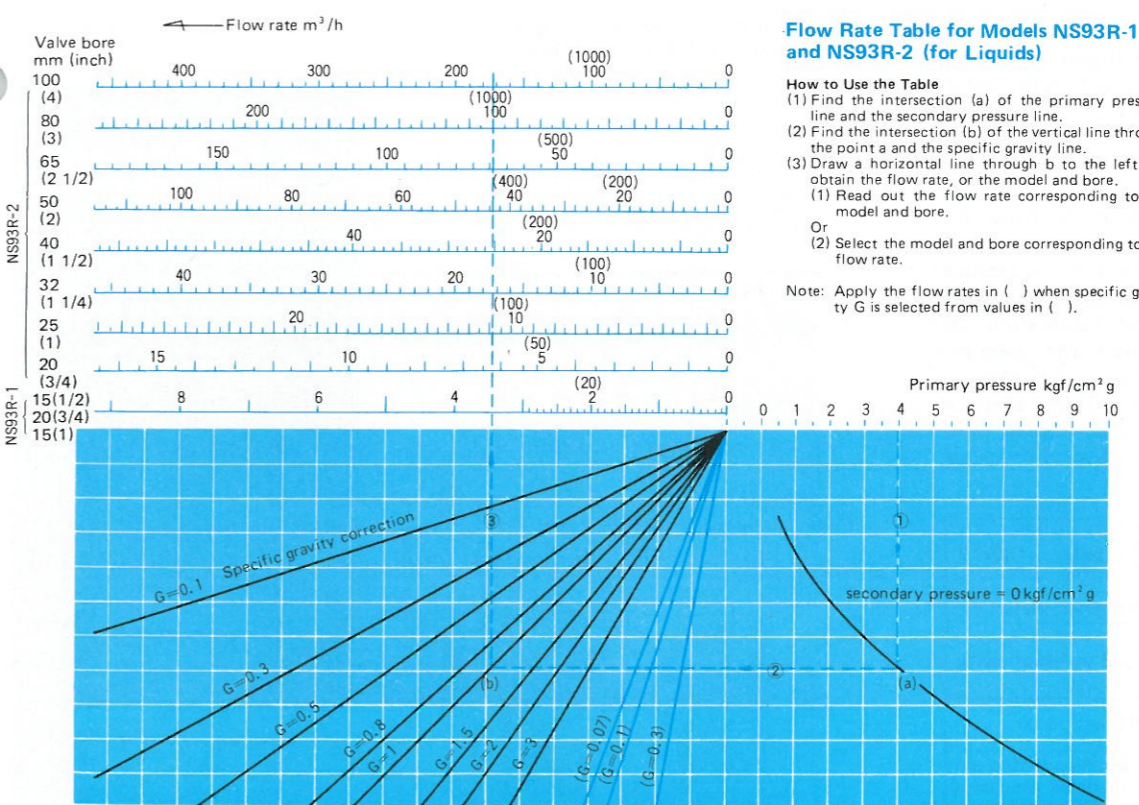 Flow rate m³/h
Valve bore
mm (inch)
400 300 200 (1000) 100 0
100
(4)
200 (1000) 100 0
80
(3)
150 100 (500) 50 0
65
(2 1/2)
100 80 60 (400) 40 (200) 20 0
50
(2)
40 (200) 20 0
40
(1 1/2)
40 30 20 (100) 10 0
32
(1 1/4)
20 (100) 10 0
25
(1)
15 10 (50) 5 0
20
(3/4)
8 6 4 (20) 2 0
15(1/2)
20(3/4)
15(1)
NS93R-2
NS93R-1
Flow Rate Table for Models NS93R-1
and NS93R-2 (for Liquids)
How to Use the Table
(1) Find the intersection (a) of the primary pres
line and the secondary pressure line.
(2) Find the intersection (b) of the vertical line thro
the point a and the specific gravity line.
(3) Draw a horizontal line through b to the left
obtain the flow rate, or the model and bore.
(1) Read out the flow rate corresponding to
model and bore.
Or
(2) Select the model and bore corresponding to
flow rate.
Note: Apply the flow rates in ( ) when specific g
ty G is selected from values in ( ).
Primary pressure kgf/cm² g
0 1 2 3 4 5 6 7 8 9 10
③
①
Specific gravity correction
G=0.1
secondary pressure = 0 kgf/cm² g
G=0.3
(b)
②
(a)
G=0.5
G=0.8
G=1
G=1.5
G=2
G=3
(G=0.07)
(G=0.1)
(G=0.3)